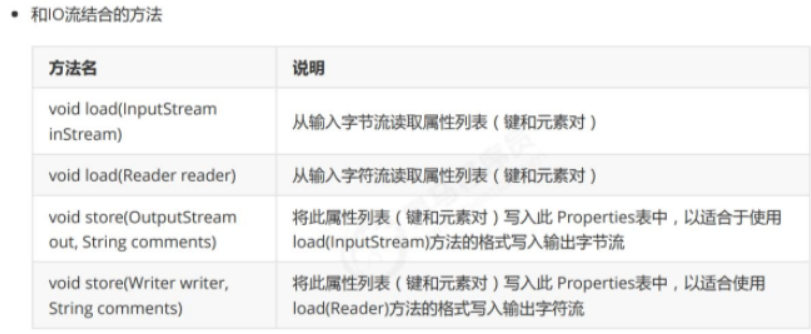 和IO流结合的方法
方法名 说明
void load(InputStream
inStream)
从输入字节流读取属性列表（键和元素对）
void load(Reader reader) 从输入字符流读取属性列表（键和元素对）
void store(OutputStream
out, String comments)
将此属性列表（键和元素对）写入此 Properties表中，以适合于使用
load(InputStream)方法的格式写入输出字节流
void store(Writer writer,
String comments)
将此属性列表（键和元素对）写入此 Properties表中，以适合使用
load(Reader)方法的格式写入输出字符流